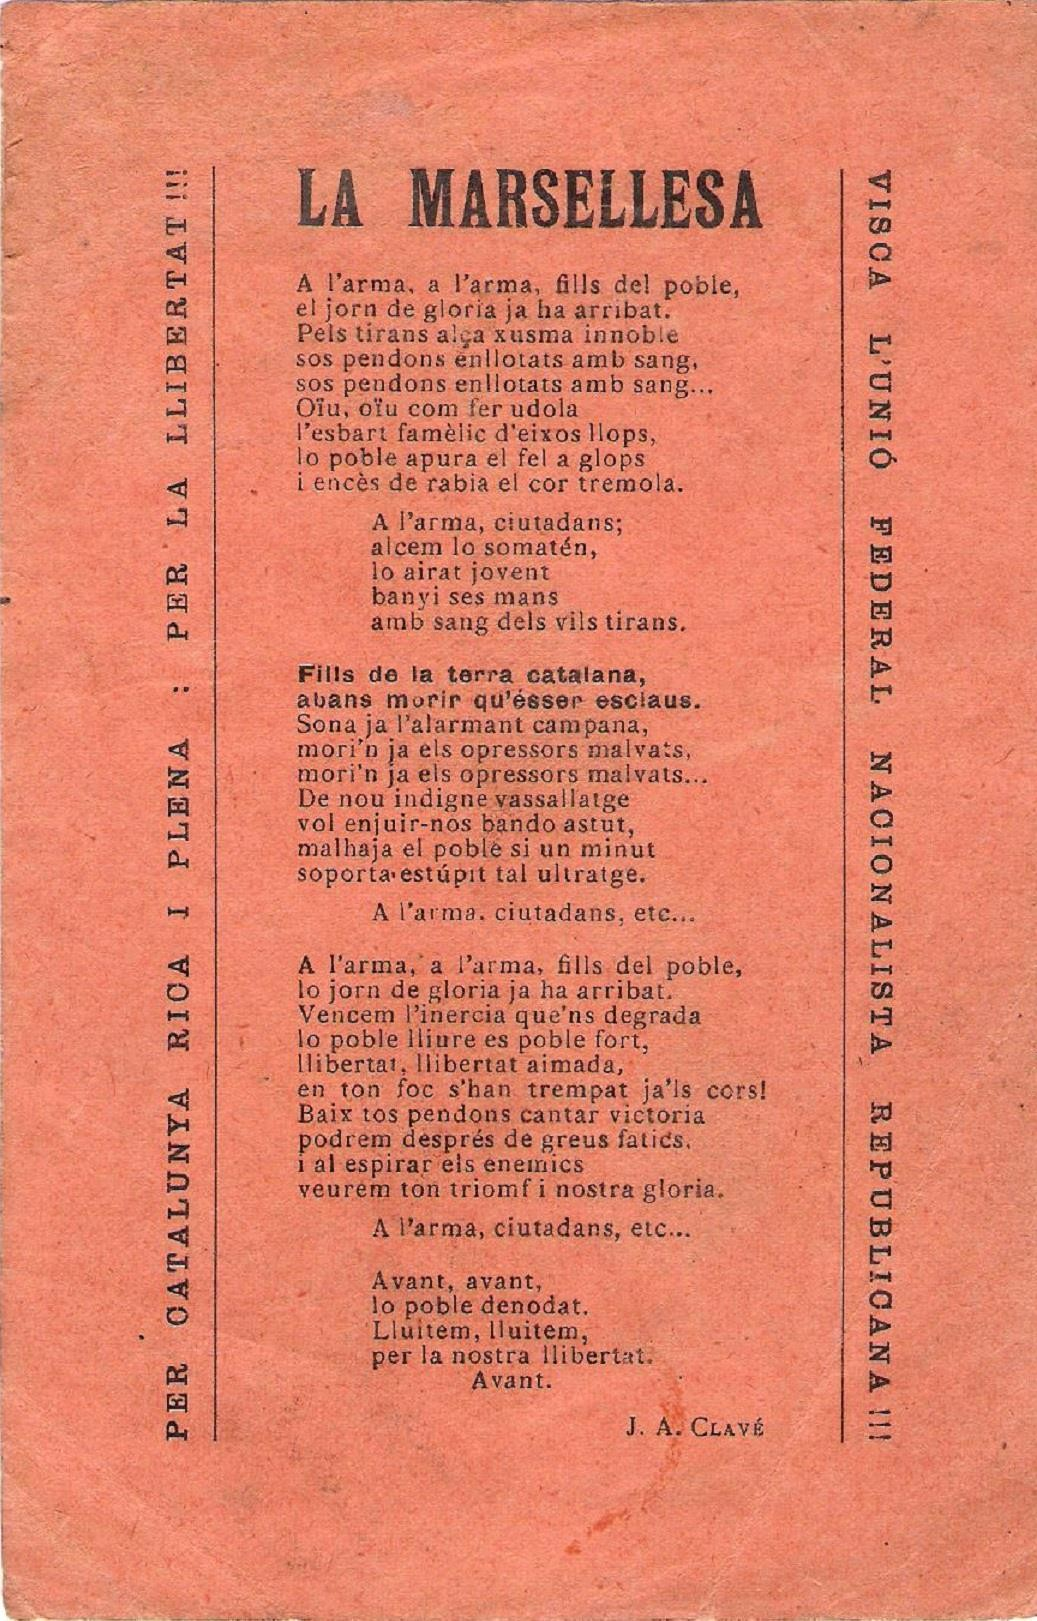 PER CATALUNYA RICA I PLENA : PER LA LLIBERTAT!!!
LA MARSELLESA
A l'arma, a l'arma, fills del poble,
el jorn de gloria ja ha arribat.
Pels tirans alça xusma innoble
sos pendons enllotats amb sang,
sos pendons enllotats amb sang...
Oïu, oïu com fer udola
l'esbart famèlic d'eixos llops,
lo poble apura el fel a glops
i encès de rabia el cor tremola.
A l'arma, ciutadans;
alcem lo somatén,
lo airat jovent
banyi ses mans
amb sang dels vils tirans.
Fills de la terra catalana,
abans morir qu'ésser esclaus.
Sona ja l'alarmant campana,
mori'n ja els opressors malvats,
mori'n ja els opressors malvats...
De nou indigne vassallatge
vol enjuir-nos bando astut,
malhaja el poble si un minut
soporta estúpit tal ultratge.
A l'arma, ciutadans, etc...
A l'arma, a l'arma, fills del poble,
lo jorn de gloria ja ha arribat.
Vencem l'inercia que'ns degrada
lo poble lliure es poble fort,
llibertat, llibertat aimada,
en ton foc s'han trempat ja'ls cors!
Baix tos pendons cantar victoria
podrem després de greus fatics,
i al espirar els enemics
veurem ton triomf i nostra gloria.
A l'arma, ciutadans, etc...
Avant, avant,
lo poble denodat.
Lluitem, lluitem,
per la nostra llibertat.
Avant.
J. A. CLAVÉ
VISCA L'UNIÓ FEDERAL NACIONALISTA REPUBLICANA!!!